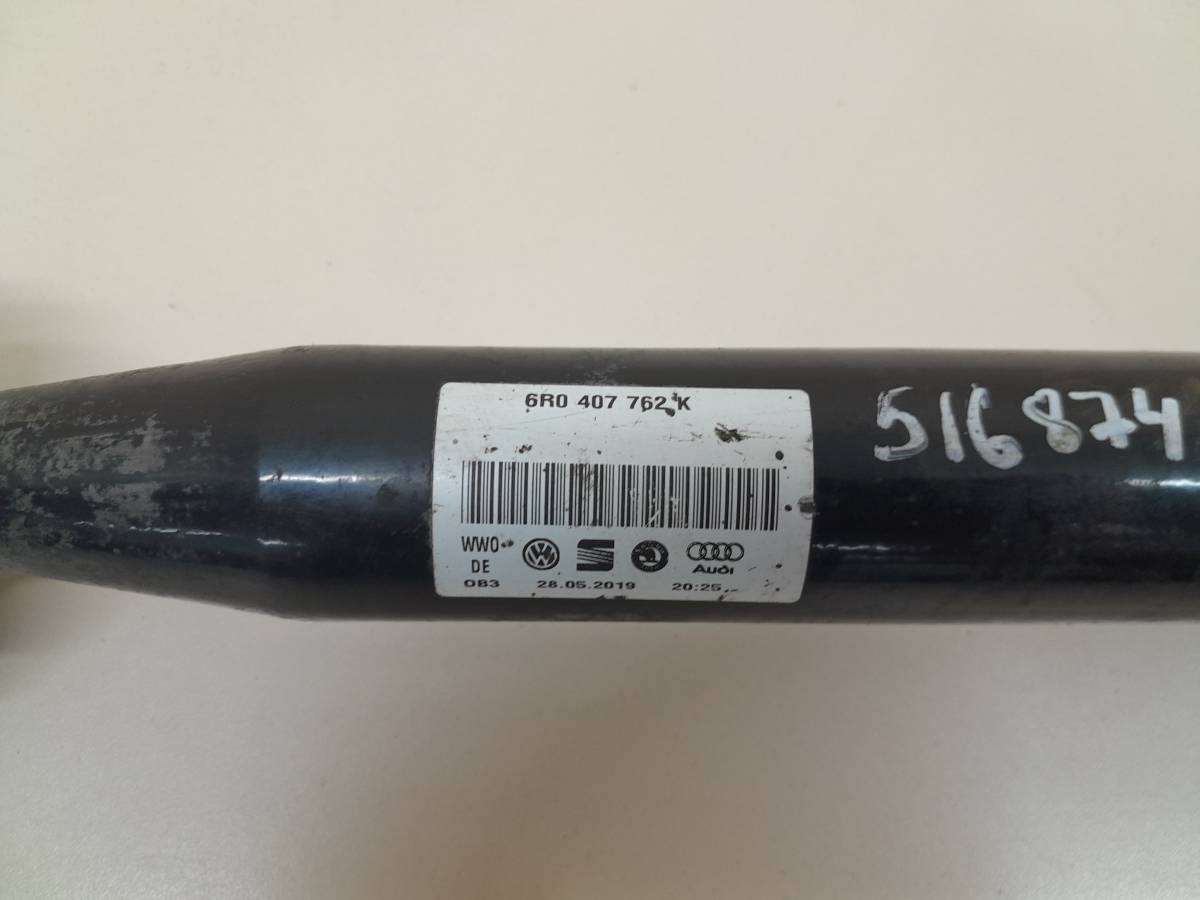 6R0 407 762 K
516874
WWO
DE
Audi
OB3 28.05.2019 20:25